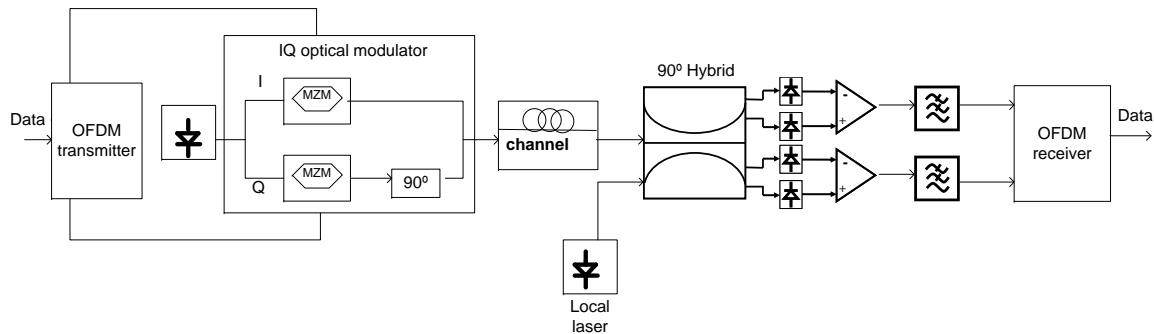 IQ optical modulator
I
MZM
90º Hybrid
Data
OFDM
transmitter
channel
OFDM
receiver
Data
Q
MZM
90º
Local
laser
-
+
-
+